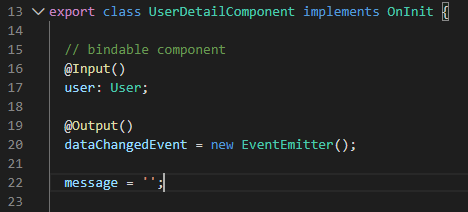 13 export class UserDetailComponent implements OnInit {
14
15 // bindable component
16 @Input()
17 user: User;
18
19 @Output()
20 dataChangedEvent = new EventEmitter();
21
22 message = '';
23